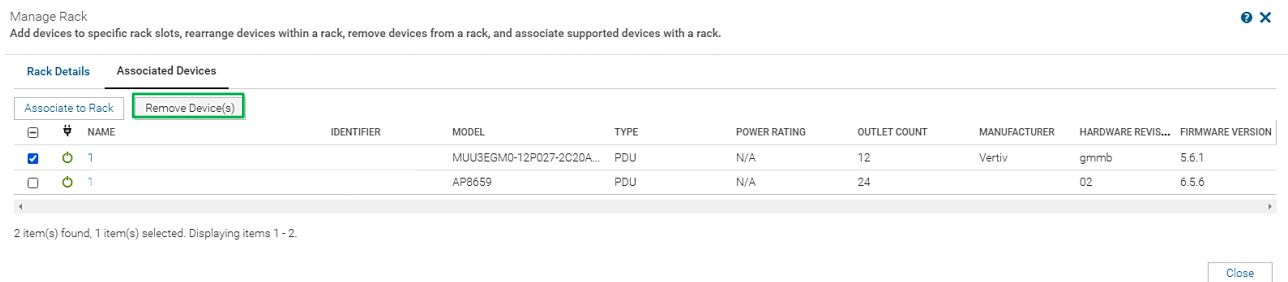 Manage Rack
Add devices to specific rack slots, rearrange devices within a rack, remove devices from a rack, and associate supported devices with a rack.
Rack Details Associated Devices
Associate to Rack Remove Device(s)
NAME IDENTIFIER MODEL TYPE POWER RATING OUTLET COUNT MANUFACTURER HARDWARE REVIS... FIRMWARE VERSION
1 MUU3EGM0-12P027-2C20A... PDU N/A 12 Vertiv gmmb 5.6.1
1 AP8659 PDU N/A 24 02 6.5.6
2 item(s) found, 1 item(s) selected. Displaying items 1 - 2.
Close